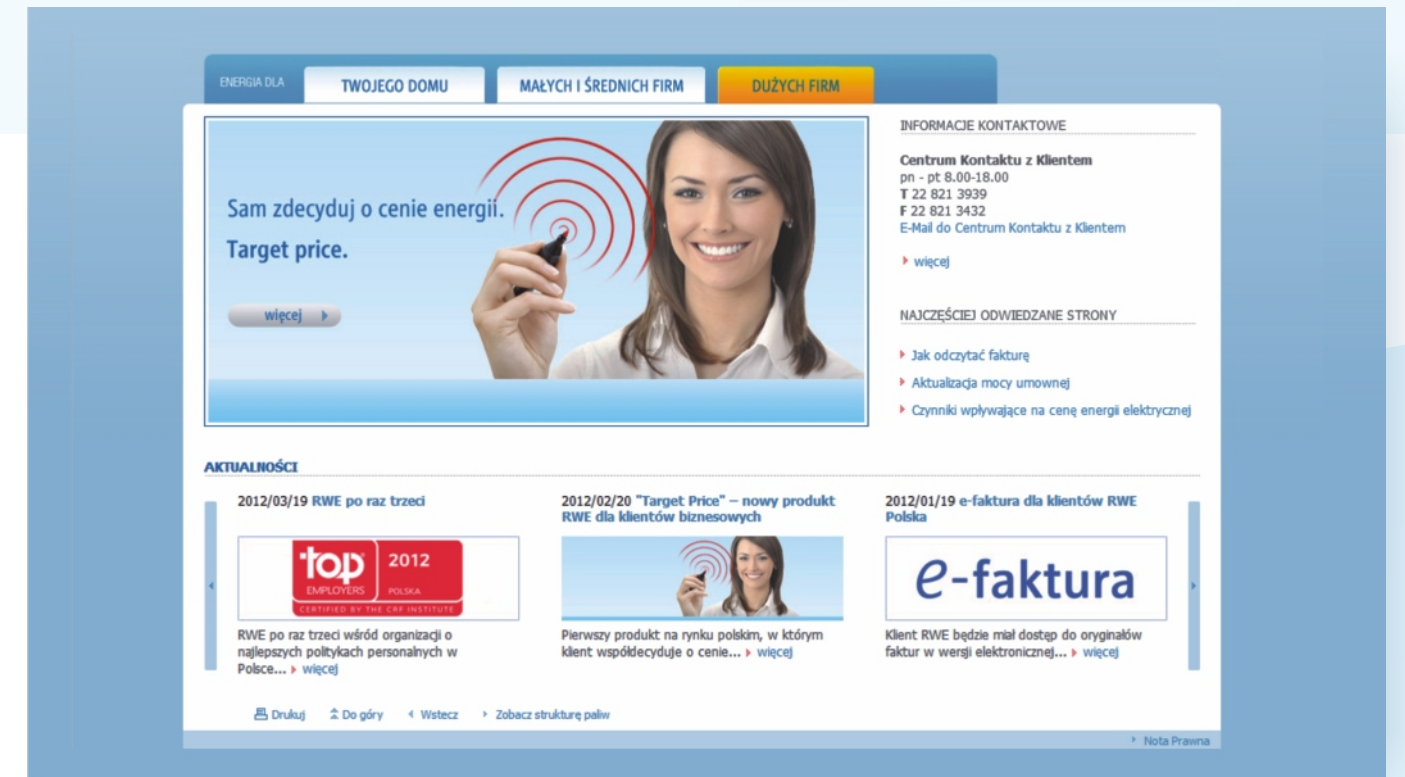 ENERGIA DLA
TWOJEGO DOMU
MAŁYCH I ŚREDNICH FIRM
DUŻYCH FIRM
Sam zdecyduj o cenie energii.
Target price.
więcej
INFORMACJE KONTAKTOWE
Centrum Kontaktu z Klientem
pn - pt 8.00-18.00
T 22 821 3939
F 22 821 3432
E-Mail do Centrum Kontaktu z Klientem
więcej
NAJCZĘŚCIEJ ODWIEDZANE STRONY
Jak odczytać fakturę
Aktualizacja mocy umownej
Czynniki wpływające na cenę energii elektrycznej
AKTUALNOŚCI
2012/03/19 RWE po raz trzeci
top
EMPLOYERS
2012
POLSKA
CERTIFIED BY THE CRF INSTITUTE
RWE po raz trzeci wśród organizacji o
najlepszych politykach personalnych w
Polsce... więcej
2012/02/20 "Target Price" – nowy produkt
RWE dla klientów biznesowych
Pierwszy produkt na rynku polskim, w którym
klient współdecyduje o cenie... więcej
2012/01/19 e-faktura dla klientów RWE
Polska
e-faktura
Klient RWE będzie miał dostęp do oryginałów
faktur w wersji elektronicznej... więcej
Drukuj
Do góry
Wstecz
Zobacz strukturę paliw
Nota Prawna